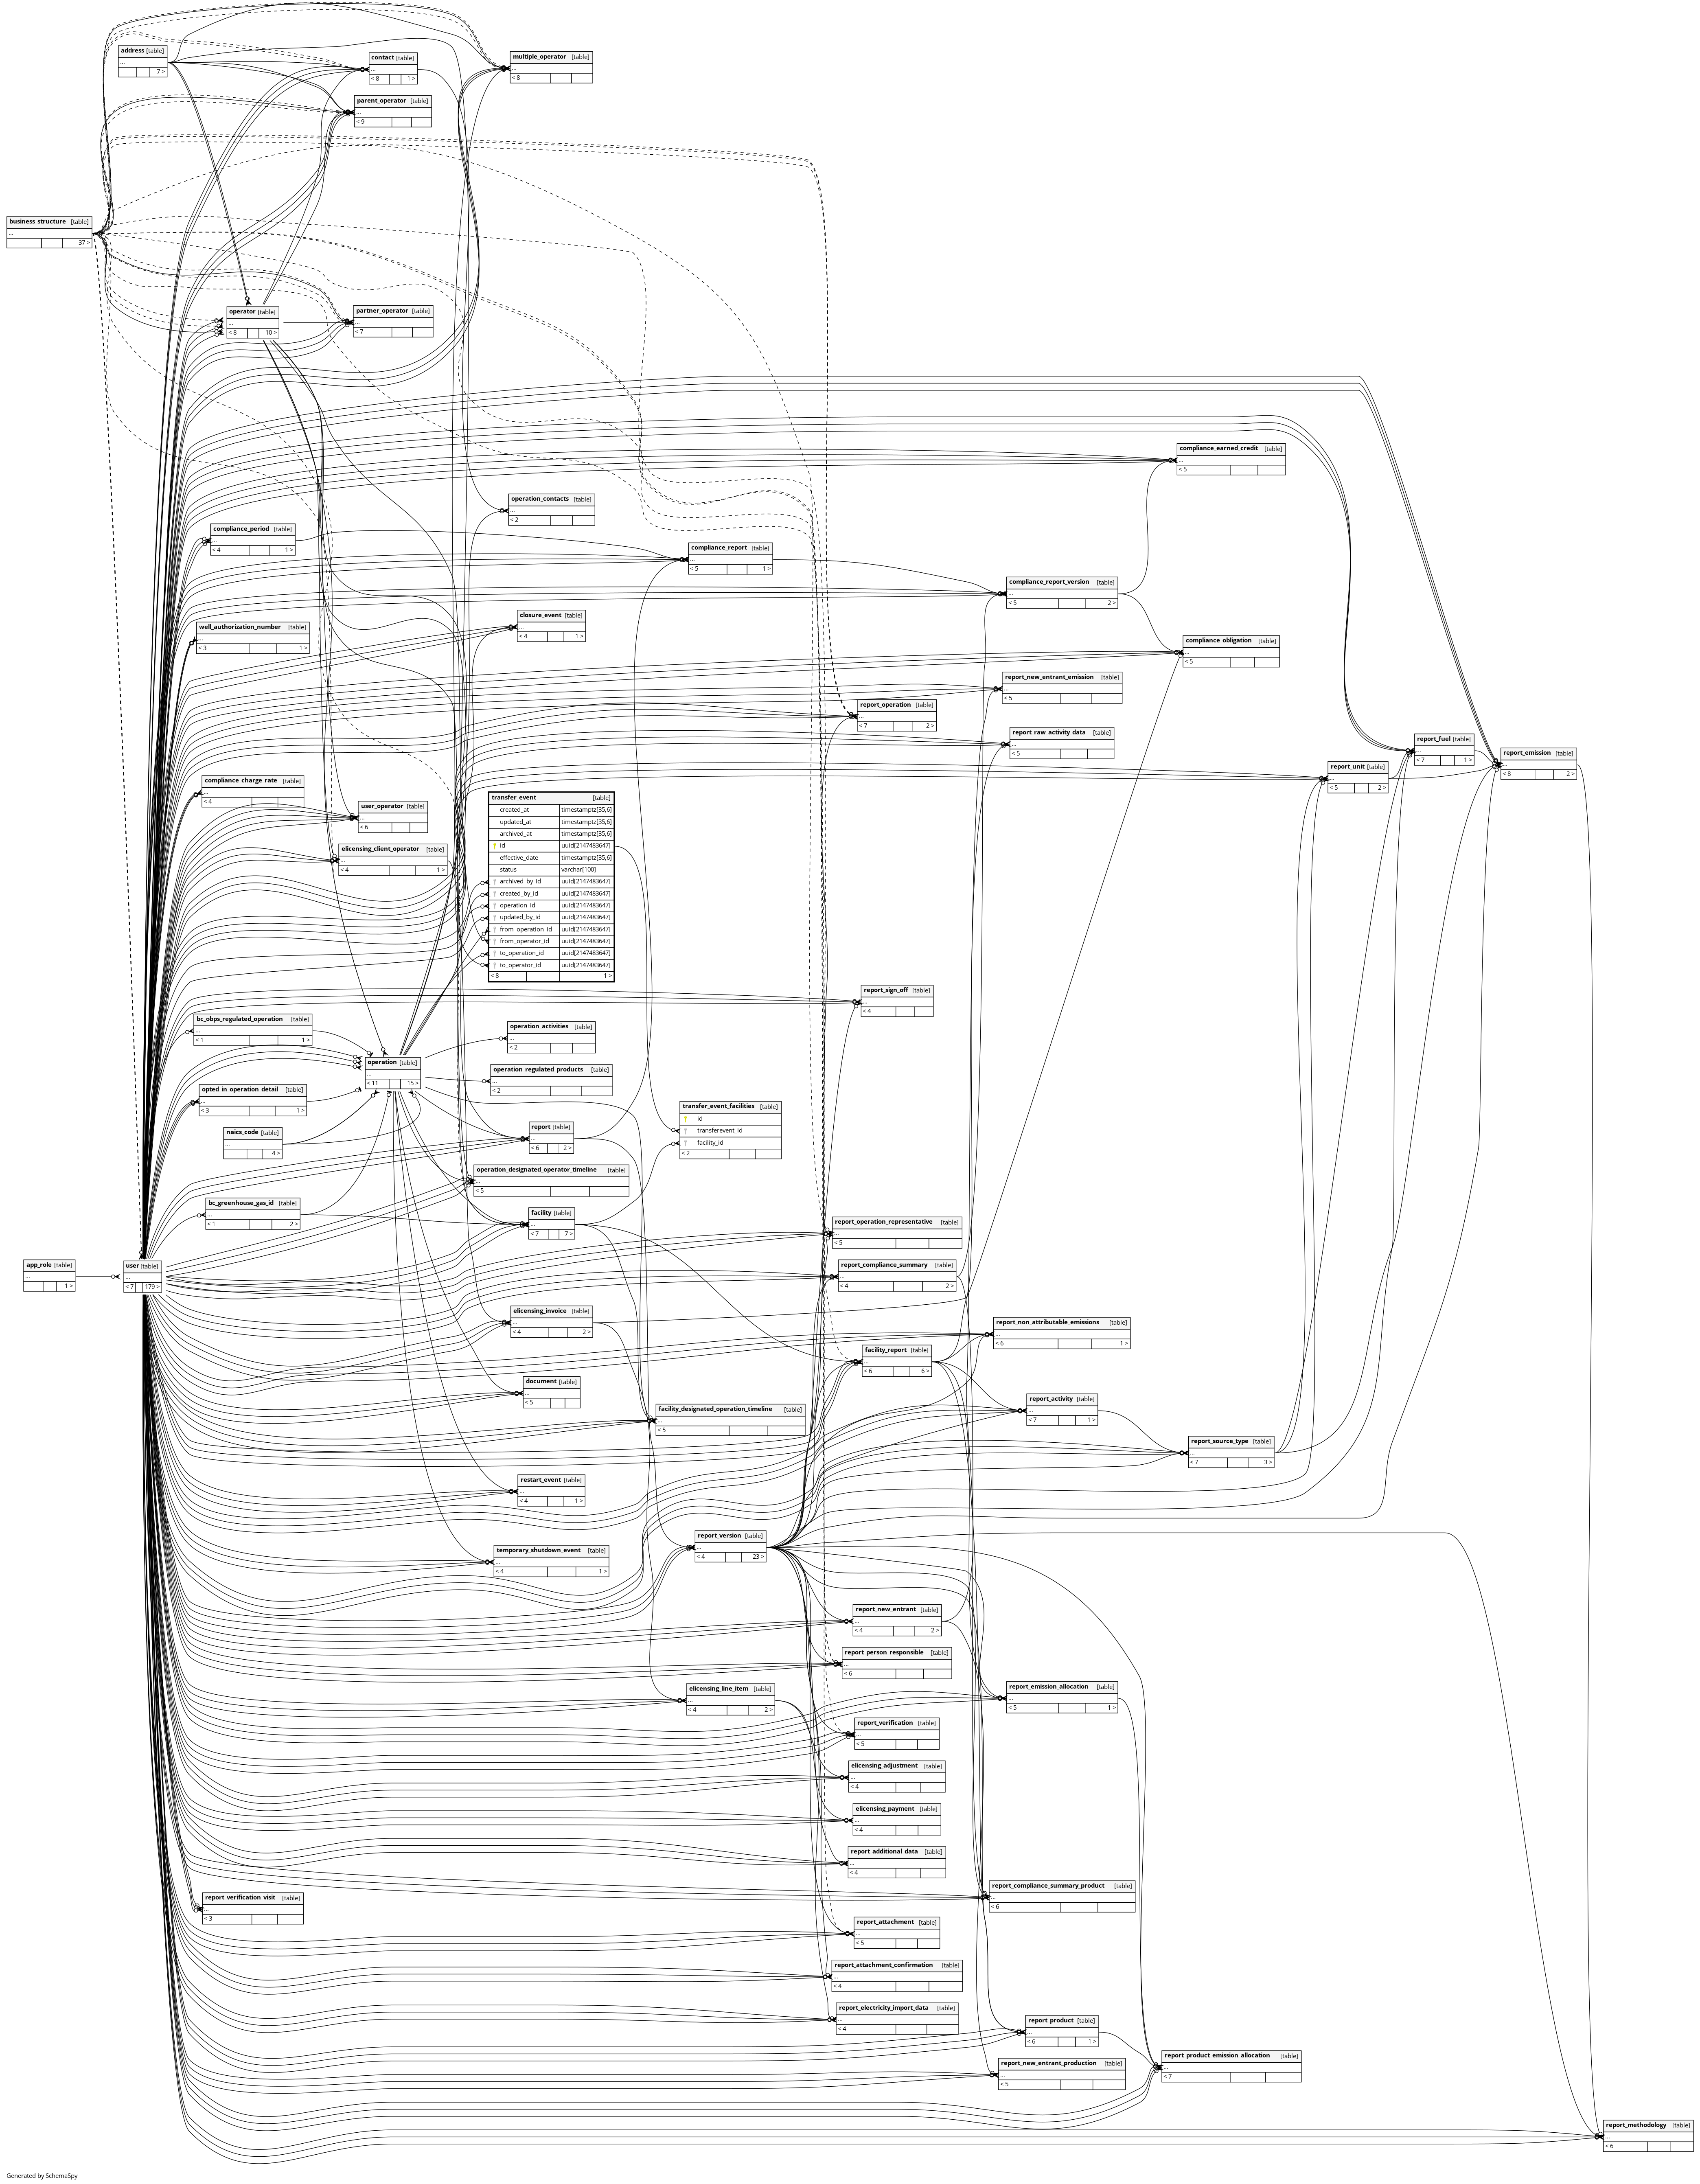 address [table]
...
7 >
contact [table]
...
< 8 1 >
multiple_operator [table]
...
< 8
parent_operator [table]
...
< 9
business_structure [table]
...
37 >
operator [table]
...
< 8 10 >
partner_operator [table]
...
< 7
compliance_earned_credit [table]
...
< 5
operation_contacts [table]
...
< 2
compliance_period [table]
...
< 4 1 >
compliance_report [table]
...
< 5 1 >
compliance_report_version [table]
...
< 5 2 >
closure_event [table]
...
< 4 1 >
well_authorization_number [table]
...
< 3 1 >
compliance_obligation [table]
...
< 5
report_new_entrant_emission [table]
...
< 5
report_operation [table]
...
< 7 2 >
report_raw_activity_data [table]
...
< 5
report_fuel [table]
...
< 7 1 >
report_emission [table]
...
< 8 2 >
report_unit [table]
...
< 5 2 >
compliance_charge_rate [table]
...
< 4
user_operator [table]
...
< 6
elicensing_client_operator [table]
...
< 4 1 >
transfer_event [table]
created_at timestamptz[35,6]
updated_at timestamptz[35,6]
archived_at timestamptz[35,6]
id uuid[2147483647]
effective_date timestamptz[35,6]
status varchar[100]
archived_by_id uuid[2147483647]
created_by_id uuid[2147483647]
operation_id uuid[2147483647]
updated_by_id uuid[2147483647]
from_operation_id uuid[2147483647]
from_operator_id uuid[2147483647]
to_operation_id uuid[2147483647]
to_operator_id uuid[2147483647]
< 8 1 >
report_sign_off [table]
...
< 4
bc_obps_regulated_operation [table]
...
< 1 1 >
operation_activities [table]
...
< 2
operation [table]
...
< 11 15 >
operation_regulated_products [table]
...
< 2
opted_in_operation_detail [table]
...
< 3 1 >
transfer_event_facilities [table]
id
transferevent_id
facility_id
< 2
naics_code [table]
...
4 >
report [table]
...
< 6 2 >
operation_designated_operator_timeline [table]
...
< 5
bc_greenhouse_gas_id [table]
...
< 1 2 >
facility [table]
...
< 7 7 >
report_operation_representative [table]
...
< 5
app_role [table]
...
1 >
user [table]
...
< 7 179 >
report_compliance_summary [table]
...
< 4 2 >
elicensing_invoice [table]
...
< 4 2 >
report_non_attributable_emissions [table]
...
< 6 1 >
facility_report [table]
...
< 6 6 >
document [table]
...
< 5
report_activity [table]
...
< 7 1 >
facility_designated_operation_timeline [table]
...
< 5
report_source_type [table]
...
< 7 3 >
restart_event [table]
...
< 4 1 >
report_version [table]
...
< 4 23 >
temporary_shutdown_event [table]
...
< 4 1 >
report_new_entrant [table]
...
< 4 2 >
report_person_responsible [table]
...
< 6
elicensing_line_item [table]
...
< 4 2 >
report_emission_allocation [table]
...
< 5 1 >
report_verification [table]
...
< 5
elicensing_adjustment [table]
...
< 4
elicensing_payment [table]
...
< 4
report_additional_data [table]
...
< 4
report_compliance_summary_product [table]
...
< 6
report_verification_visit [table]
...
< 3
report_attachment [table]
...
< 5
report_attachment_confirmation [table]
...
< 4
report_electricity_import_data [table]
...
< 4
report_product [table]
...
< 6 1 >
report_product_emission_allocation [table]
...
< 7
report_new_entrant_production [table]
...
< 5
report_methodology [table]
...
< 6
Generated by SchemaSpy